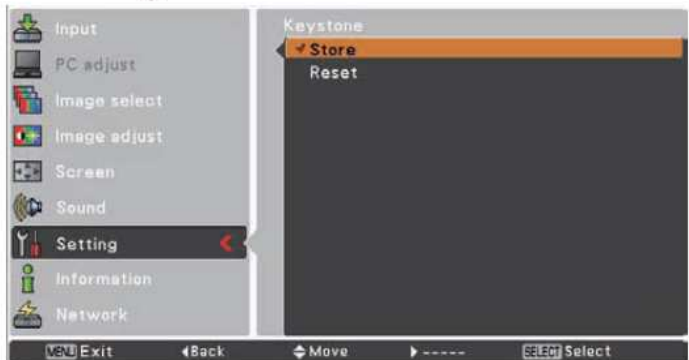 Input
PC adjust
Image select
Image adjust
Screen
Sound
Setting
Information
Network
Keystone
Store
Reset
MENU Exit Back Move ----- SELECT Select